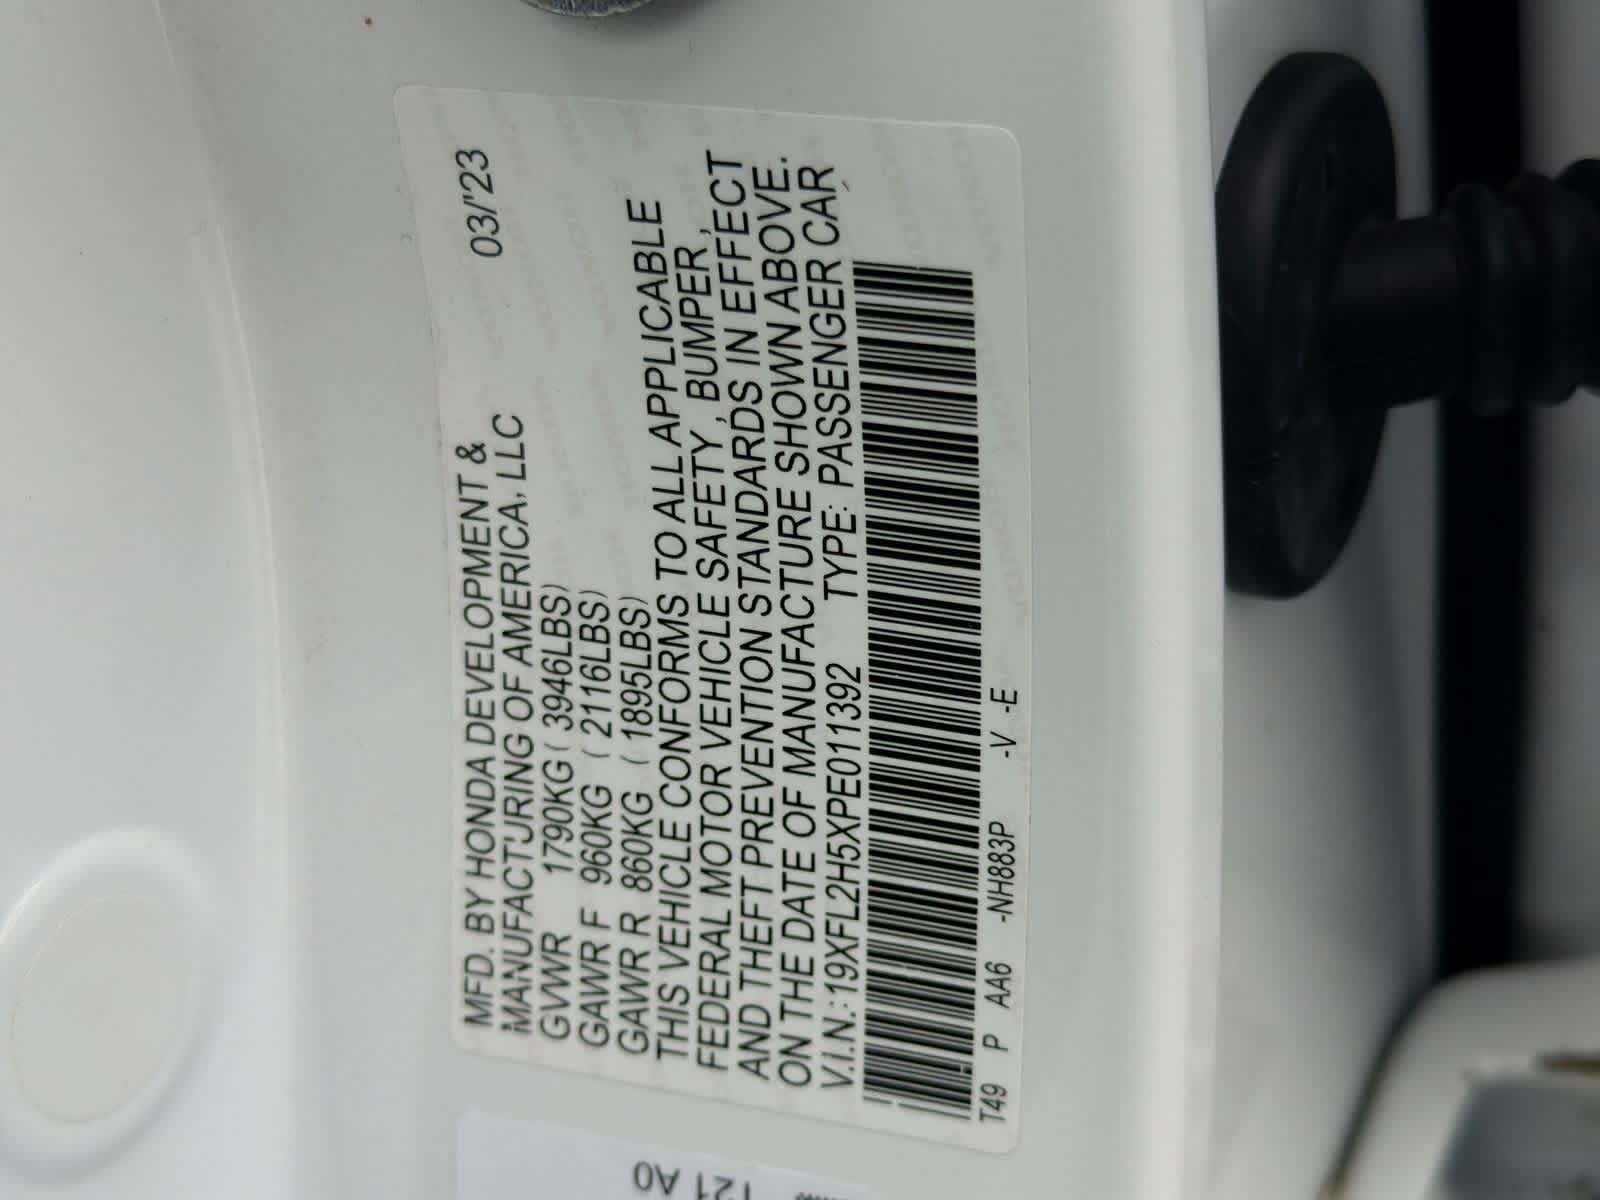 MFD. BY HONDA DEVELOPMENT & 03/'23
MANUFACTURING OF AMERICA, LLC
GVWR 1790KG ( 3946LBS)
GAWR F 960KG ( 2116LBS)
GAWR R 860KG ( 1895LBS)
THIS VEHICLE CONFORMS TO ALL APPLICABLE
FEDERAL MOTOR VEHICLE SAFETY, BUMPER,
AND THEFT PREVENTION STANDARDS IN EFFECT
ON THE DATE OF MANUFACTURE SHOWN ABOVE.
V.I.N.:19XFL2H5XPE011392 TYPE: PASSENGER CAR
T49 P AA6 -NH883P -V -E
121 A0